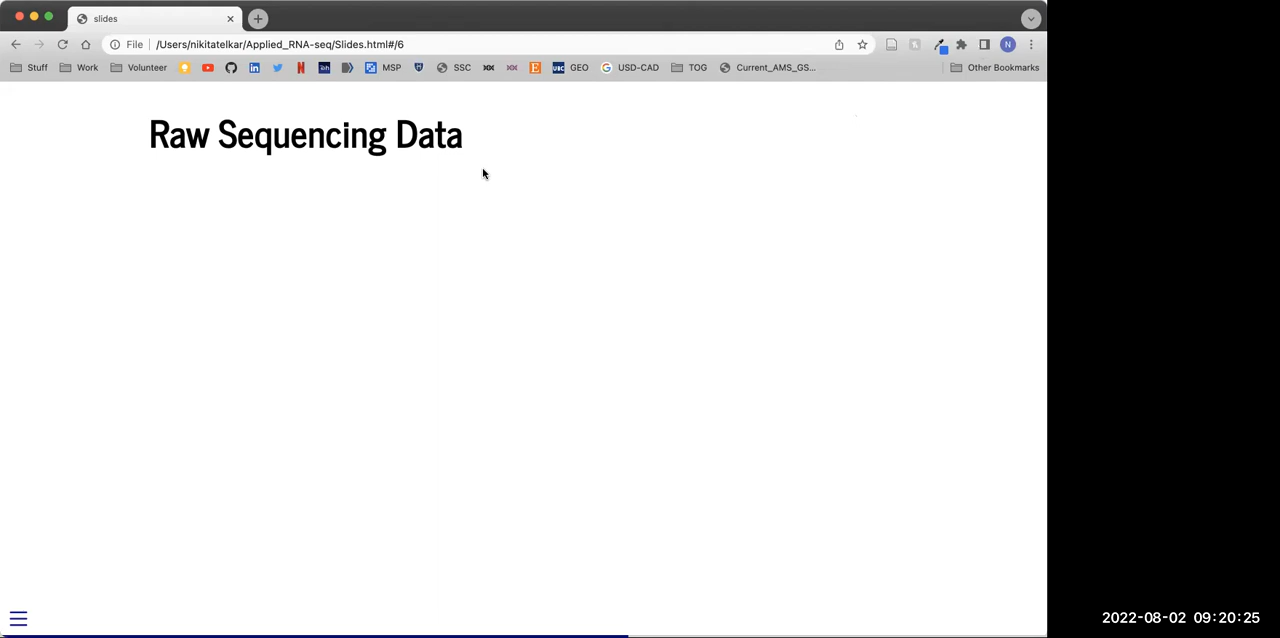 slides
File /Users/nikitatelkar/Applied_RNA-seq/Slides.html#/6
N
Stuff Work Volunteer MSP SSC GEO USD-CAD TOG Current_AMS_GS... Other Bookmarks
Raw Sequencing Data
2022-08-02 09:20:25